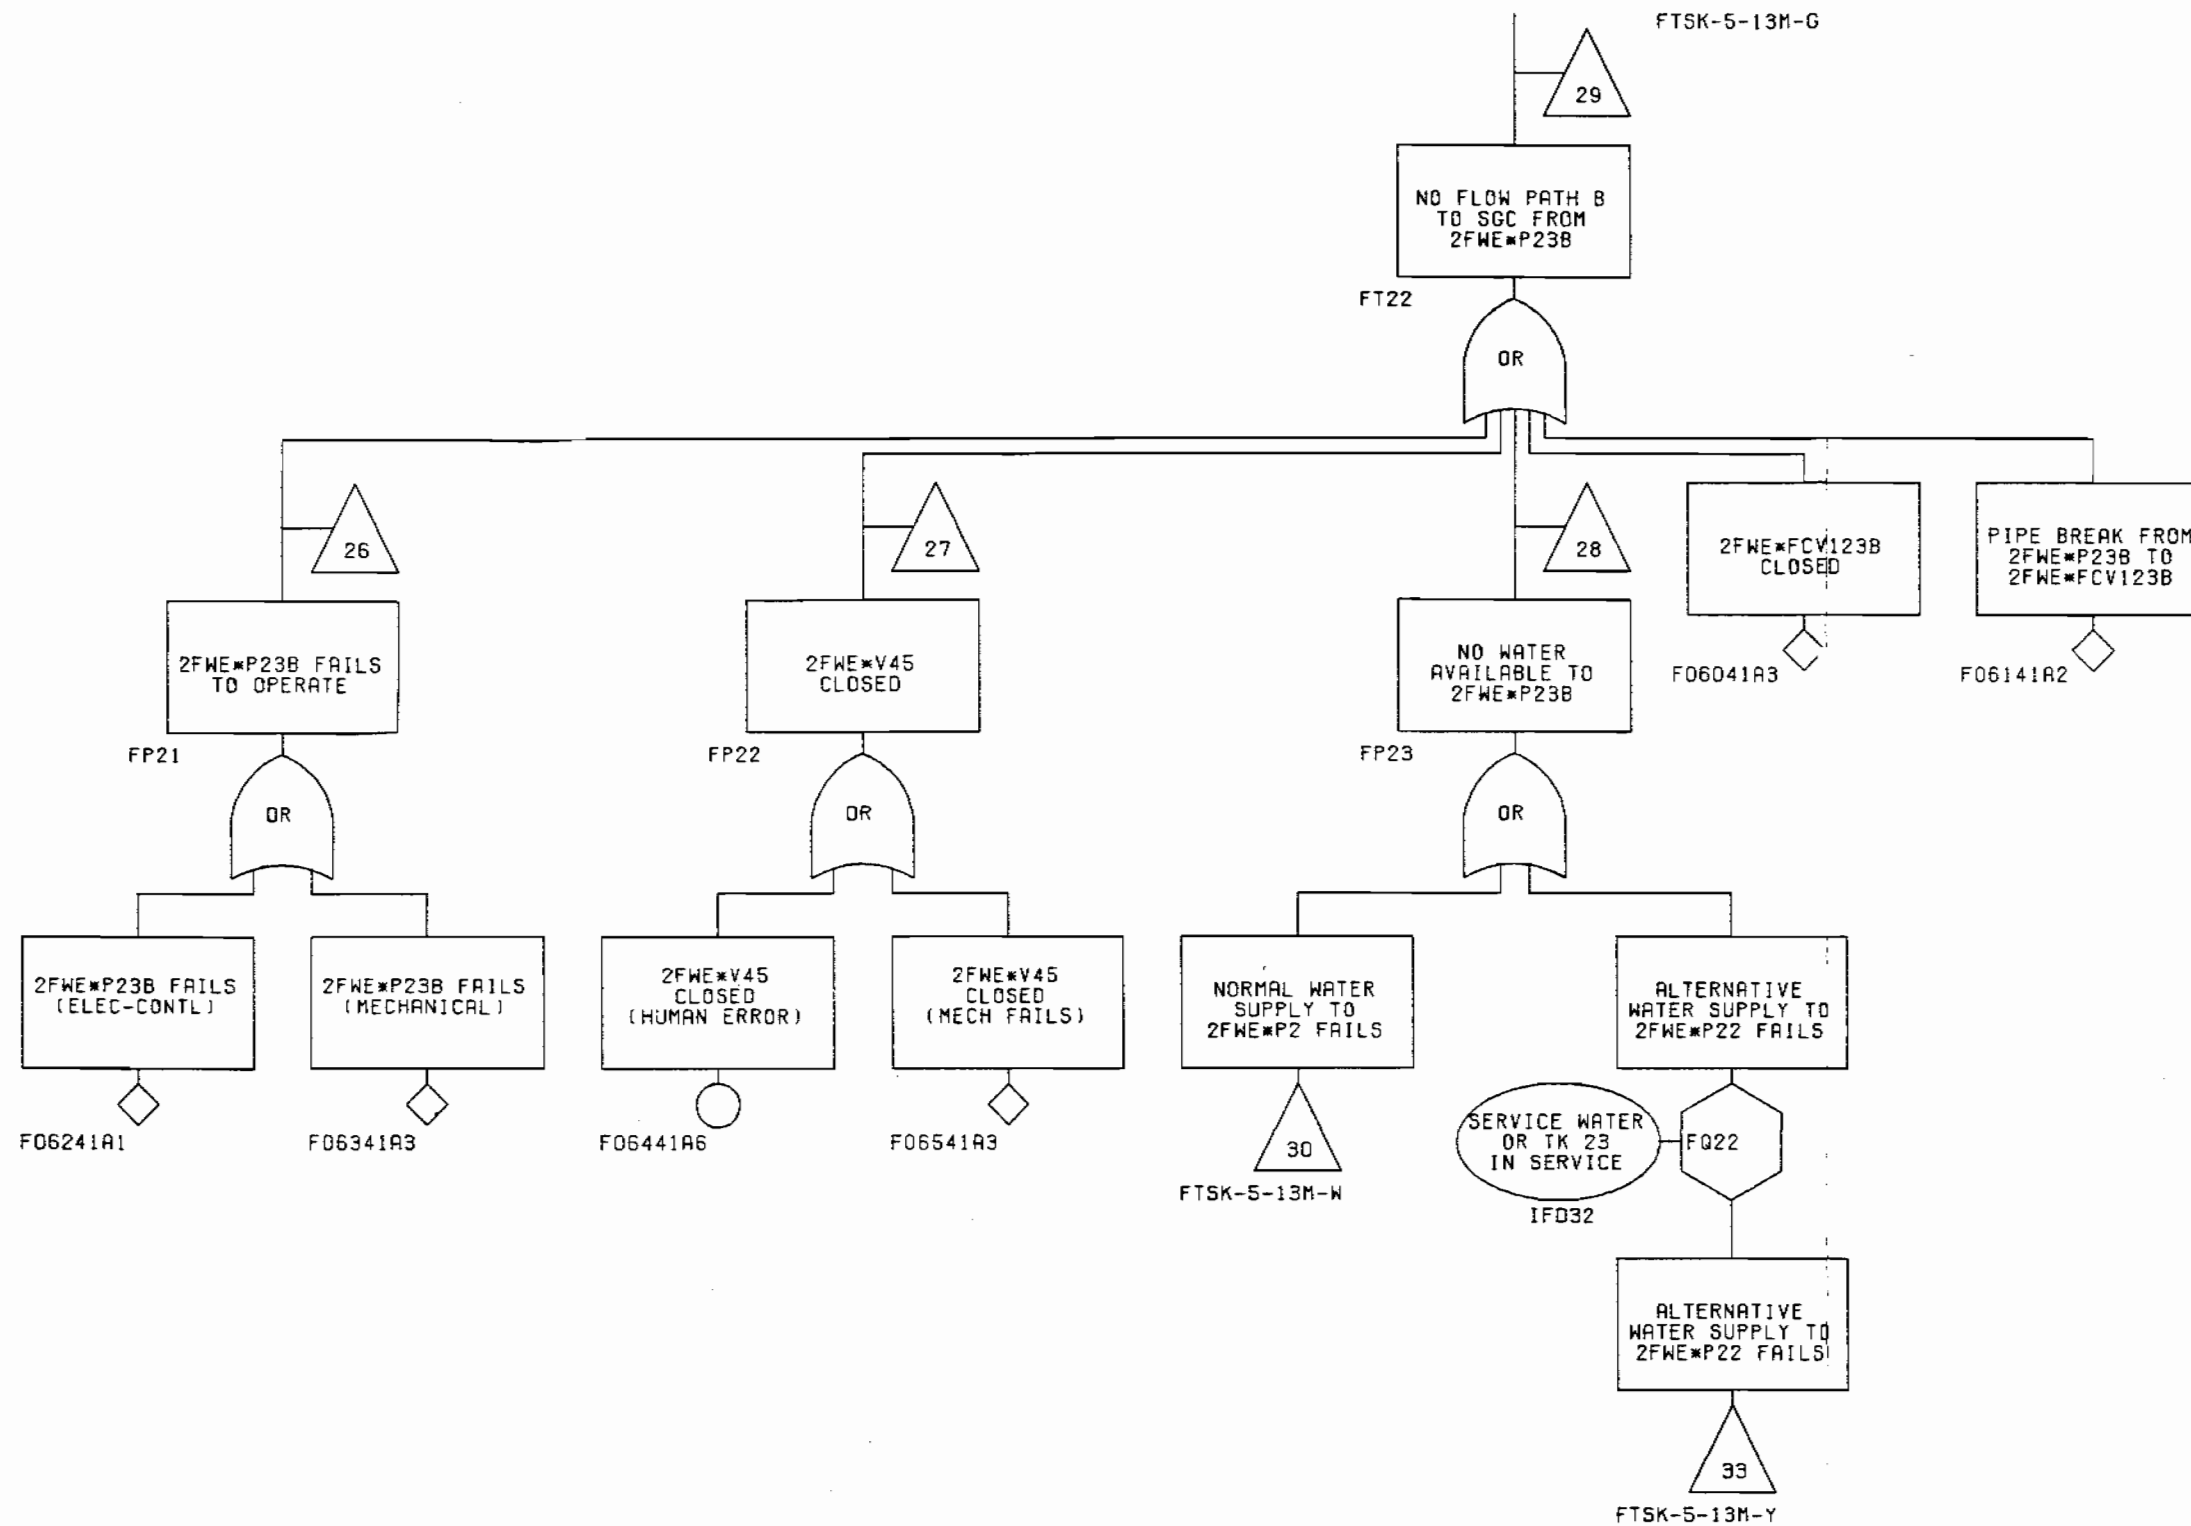 FTSK-5-13M-G
29
NO FLOW PATH B
TO SGC FROM
2FWE*P23B
FT22
OR
26
27
28
2FWE*FCV123B
CLOSED
PIPE BREAK FROM
2FWE*P23B TO
2FWE*FCV123B
2FWE*P23B FAILS
TO OPERATE
2FWE*V45
CLOSED
NO WATER
AVAILABLE TO
2FWE*P23B
F06041A3
F06141A2
FP21
FP22
FP23
OR
OR
OR
2FWE*P23B FAILS
(ELEC-CONTL)
2FWE*P23B FAILS
(MECHANICAL)
2FWE*V45
CLOSED
(HUMAN ERROR)
2FWE*V45
CLOSED
(MECH FAILS)
NORMAL WATER
SUPPLY TO
2FWE*P2 FAILS
ALTERNATIVE
WATER SUPPLY TO
2FWE*P22 FAILS
F06241A1
F06341A3
F06441A6
F06541A3
30
FTSK-5-13M-W
SERVICE WATER
OR TK 23
IN SERVICE
FQ22
IFO32
ALTERNATIVE
WATER SUPPLY TO
2FWE*P22 FAILS
33
FTSK-5-13M-Y